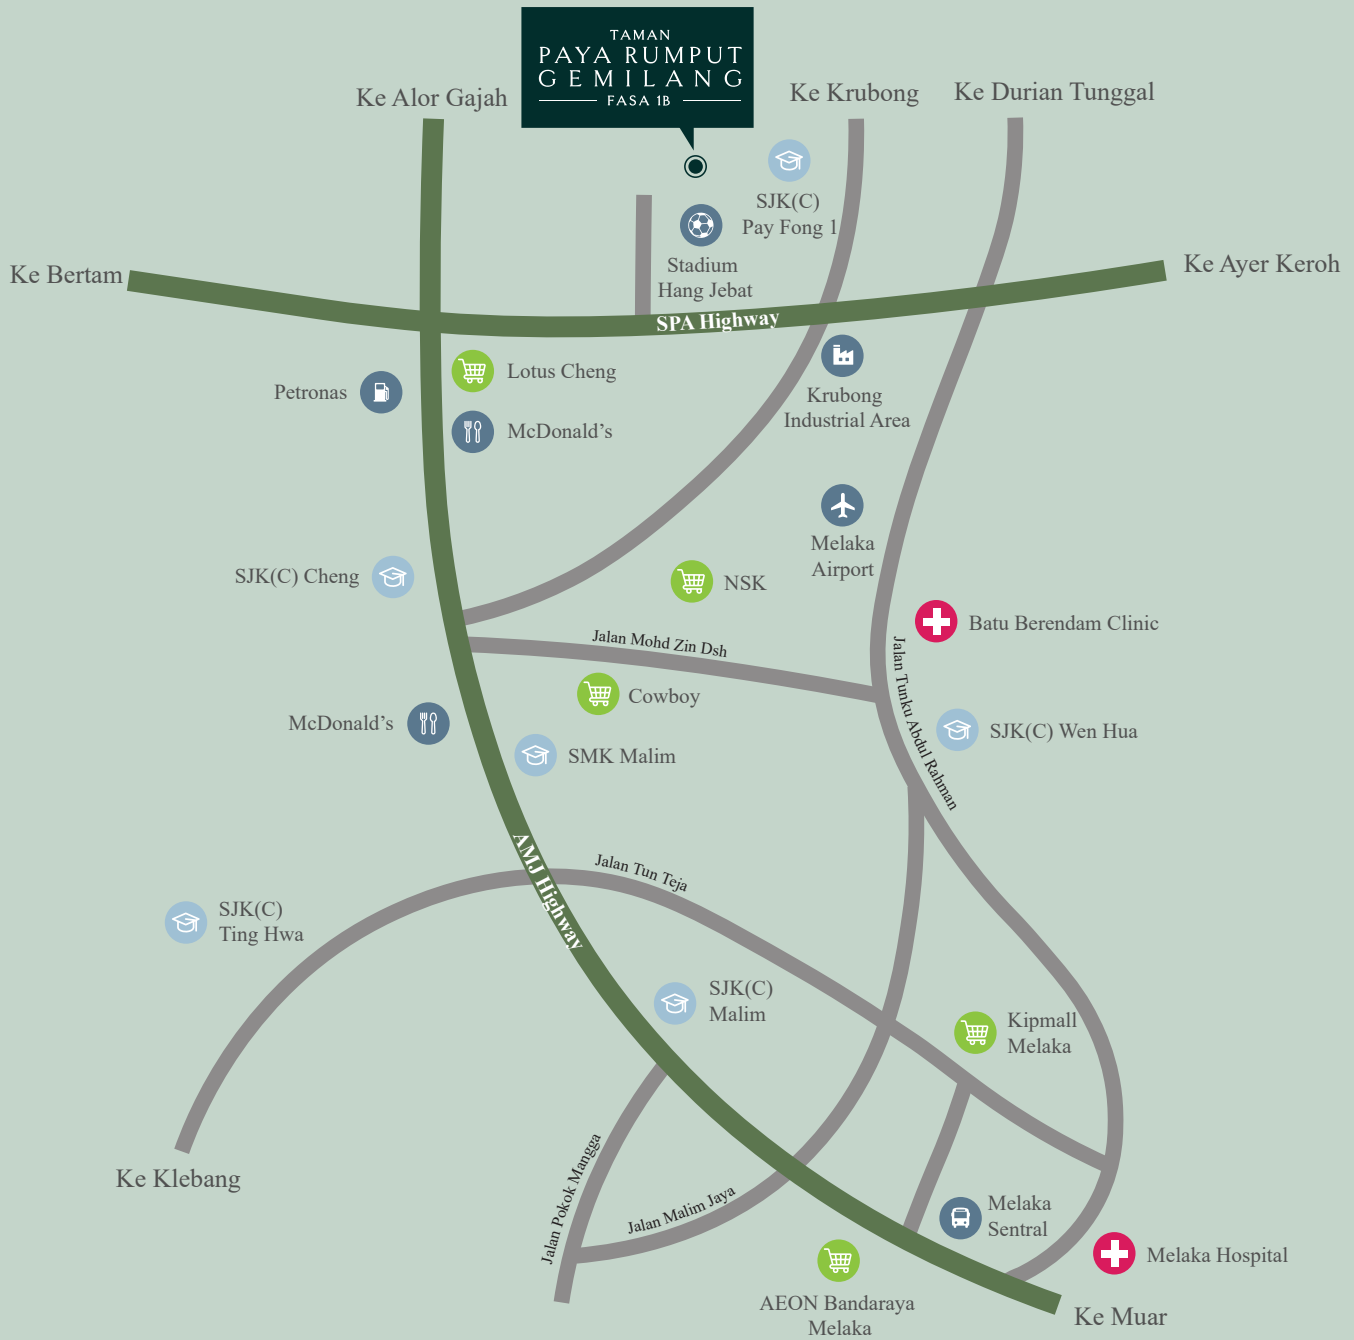 TAMAN
PAYA RUMPUT
GEMILANG
FASA 1B
Ke Alor Gajah
Ke Krubong
Ke Durian Tunggal
SJK(C)
Pay Fong 1
Ke Bertam
Stadium
Hang Jebat
Ke Ayer Keroh
SPA Highway
Petronas
Lotus Cheng
McDonald's
Krubong
Industrial Area
Melaka
Airport
SJK(C) Cheng
NSK
Batu Berendam Clinic
Jalan Mohd Zin Dsh
Jalan Tunku Abdul Rahman
Cowboy
McDonald's
SMK Malim
SJK(C) Wen Hua
AMJ Highway
Jalan Tun Teja
SJK(C)
Ting Hwa
SJK(C)
Malim
Kipmall
Melaka
Ke Klebang
Jalan Pokok Mangga
Jalan Malim Jaya
Melaka
Sentral
Melaka Hospital
AEON Bandaraya
Melaka
Ke Muar